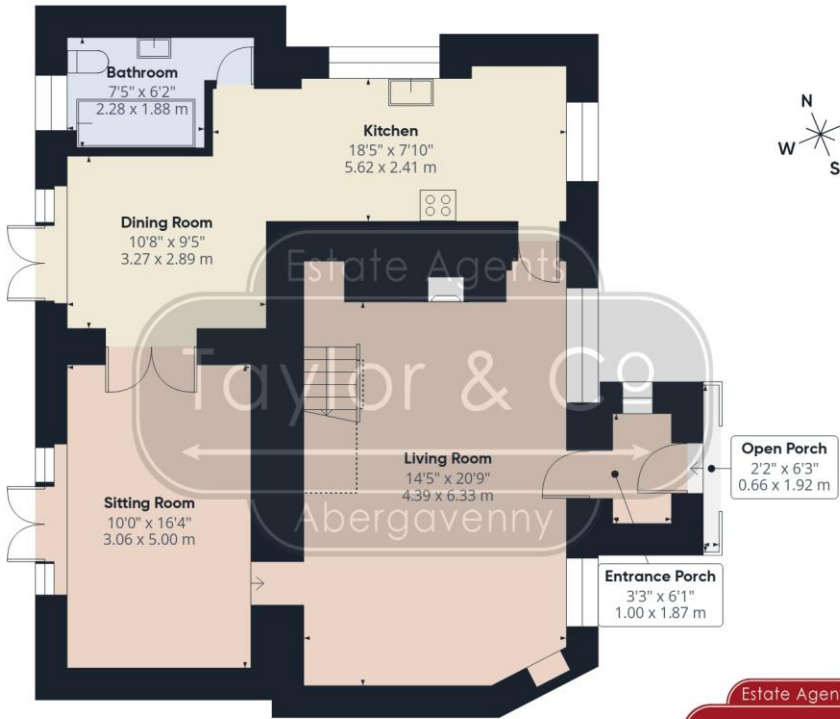 Bathroom
7'5" x 6'2"
2.28 x 1.88 m
Kitchen
18'5" x 7'10"
5.62 x 2.41 m
N
W
S
Dining Room
10'8" x 9'5"
3.27 x 2.89 m
Estate Agents
Taylor & Co
Abergavenny
Living Room
14'5" x 20'9"
4.39 x 6.33 m
Open Porch
2'2" x 6'3"
0.66 x 1.92 m
Sitting Room
10'0" x 16'4"
3.06 x 5.00 m
Entrance Porch
3'3" x 6'1"
1.00 x 1.87 m
Estate Agen